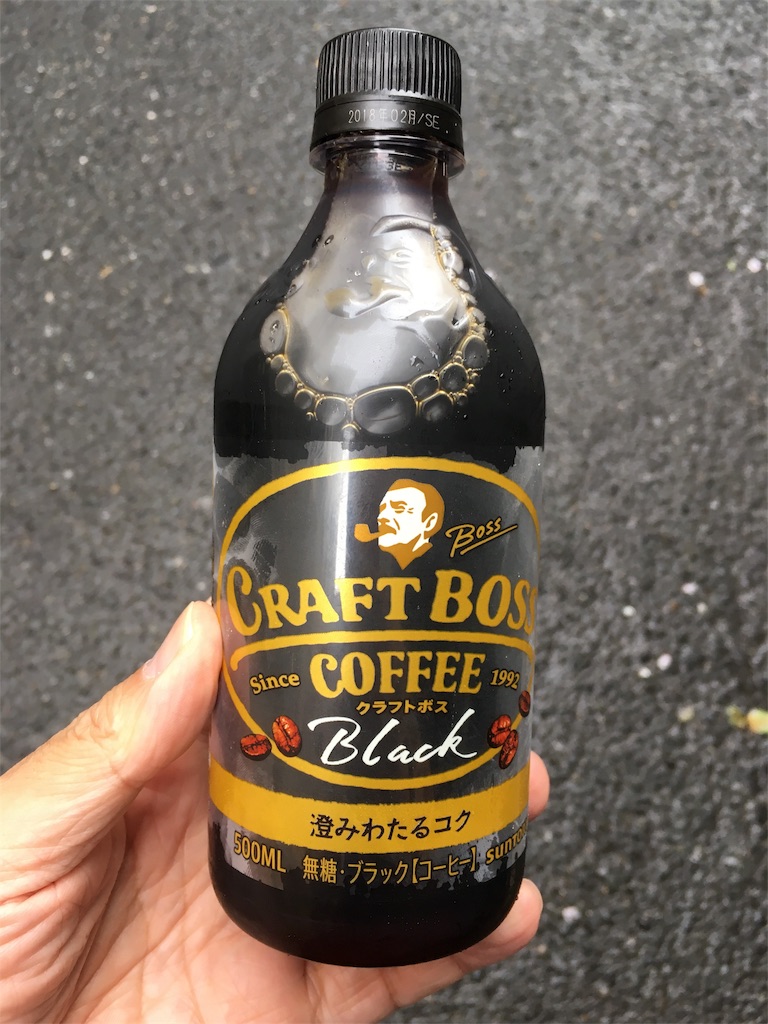 2018年02月/SE
Boss
CRAFT BOSS
COFFEE
Since 1992
クラフトボス
Black
澄みわたるコク
500ML 無糖・ブラック【コーヒー】